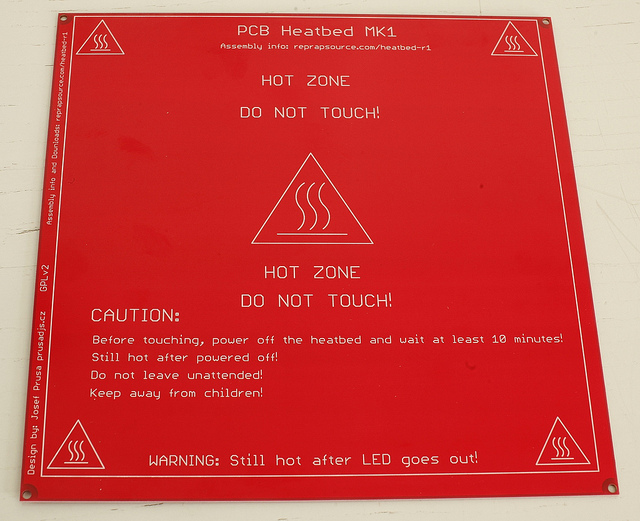 PCB Heatbed MK1
Assembly info: reprapsource.com/heatbed-r1
HOT ZONE
DO NOT TOUCH!
HOT ZONE
DO NOT TOUCH!
CAUTION:
Before touching, power off the heatbed and wait at least 10 minutes!
Still hot after powered off!
Do not leave unattended!
Keep away from children!
WARNING: Still hot after LED goes out!
Design by: Josef Prusa prusadjs.cz GPLv2
Assembly info and Downloads: reprapsource.com/heatbed-r1